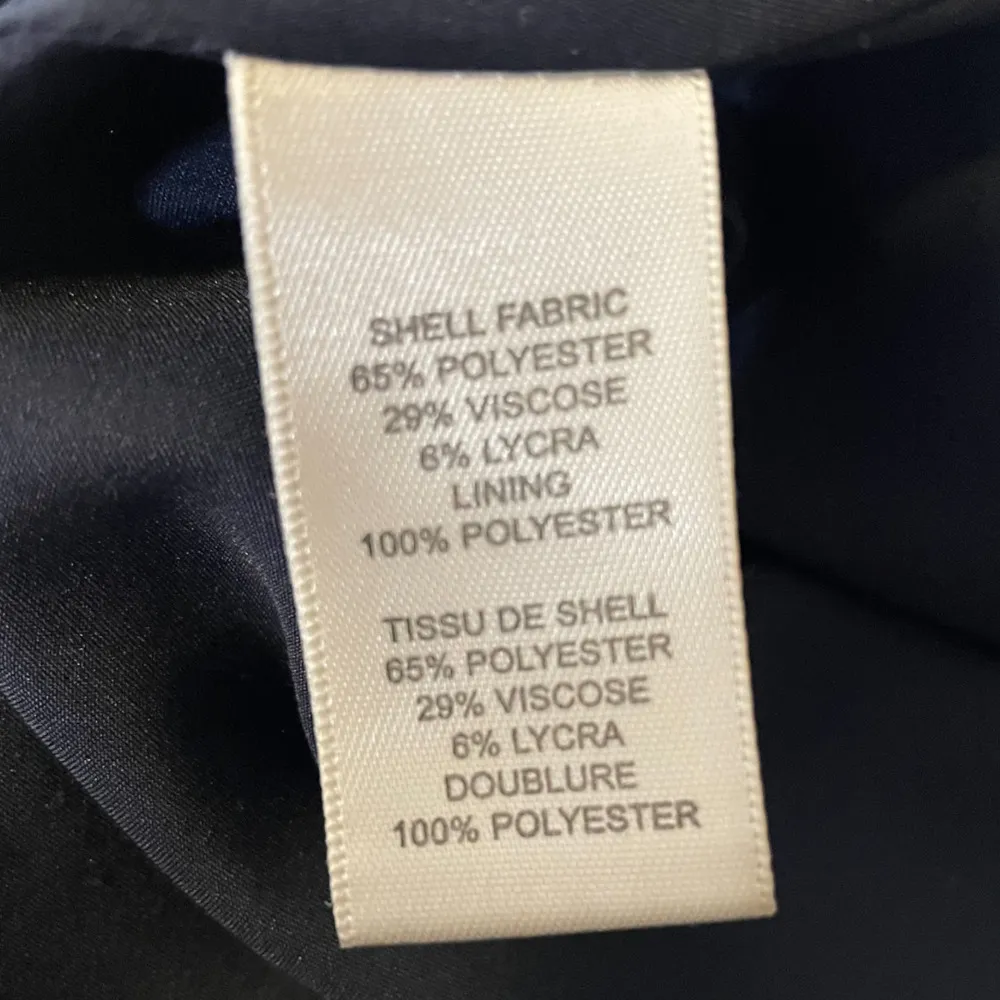 SHELL FABRIC
65% POLYESTER
29% VISCOSE
6% LYCRA
LINING
100% POLYESTER
TISSU DE SHELL
65% POLYESTER
29% VISCOSE
6% LYCRA
DOUBLURE
100% POLYESTER